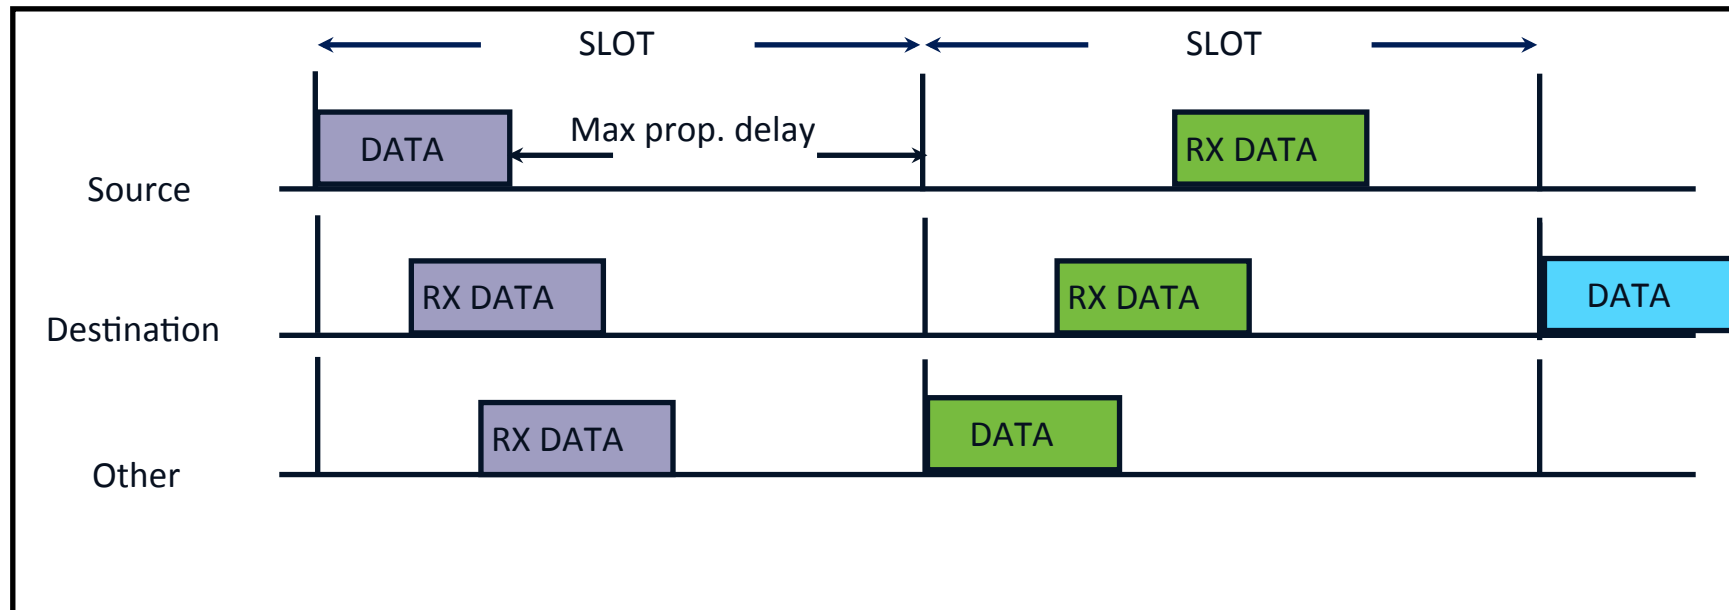 SLOT
SLOT
Max prop. delay
DATA
RX DATA
Source
RX DATA
RX DATA
DATA
Destination
RX DATA
DATA
Other